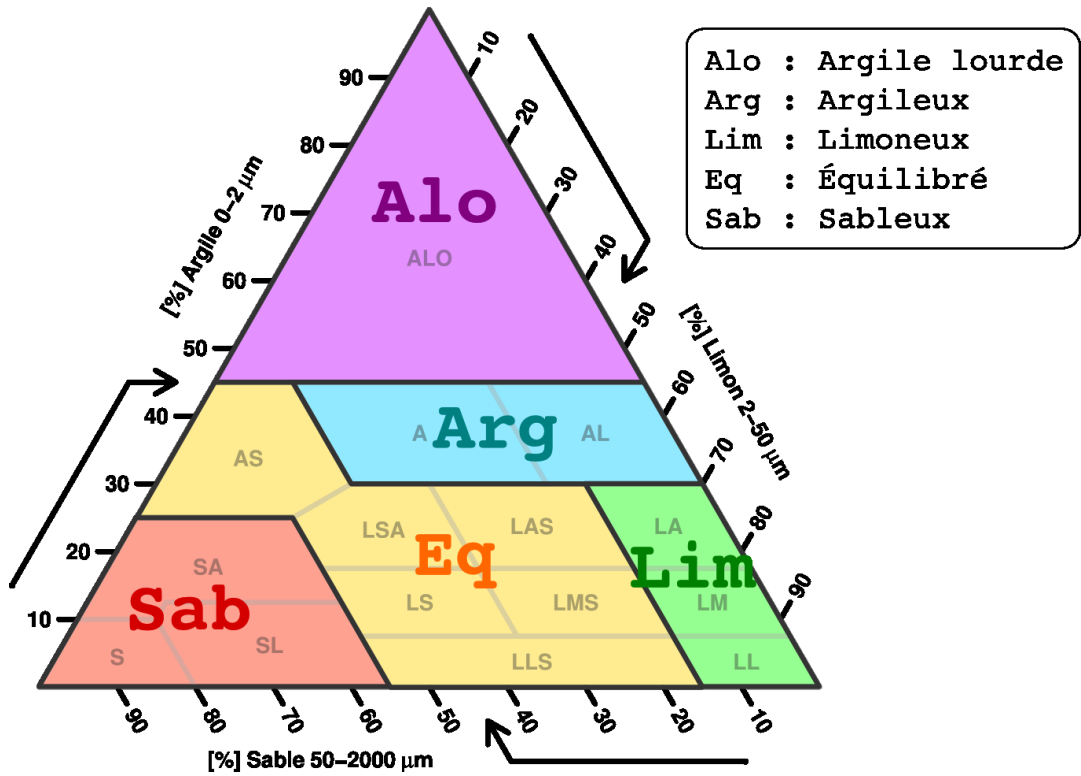 Alo : Argile lourde
Arg : Argileux
Lim : Limoneux
Eq : Équilibré
Sab : Sableux
[%] Argile 0–2 µm
90
80
70
60
50
40
30
20
10
[%] Limon 2–50 µm
10
20
30
40
50
60
70
80
90
[%] Sable 50–2000 µm
90
80
70
60
50
40
30
20
10
Alo
ALO
A
Arg
AL
AS
LSA
LAS
Eq
LS
LMS
LLS
LA
Lim
LM
LL
SA
Sab
S
SL